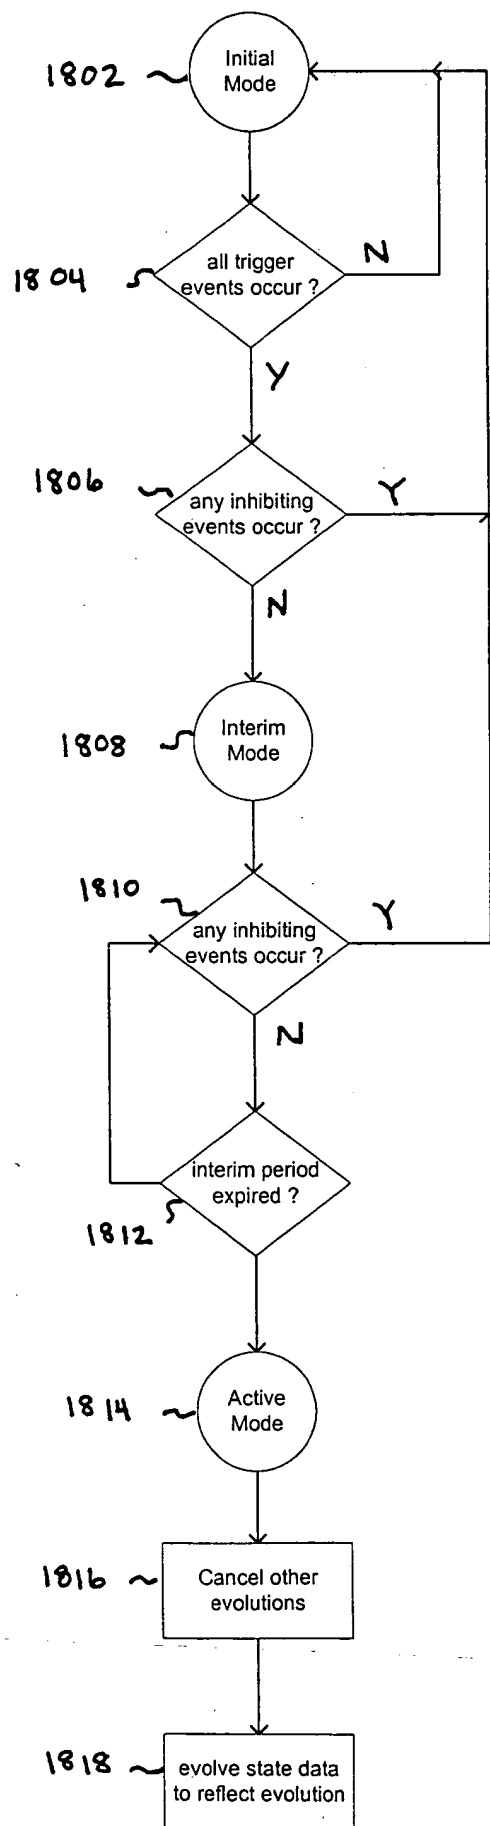 Initial
Mode
1802
all trigger
events occur ?
N
1804
Y
1806
any inhibiting
events occur ?
Y
N
Interim
Mode
1808
1810
any inhibiting
events occur ?
Y
N
interim period
expired ?
1812
Active
Mode
1814
1816
Cancel other
evolutions
1818
evolve state data
to reflect evolution